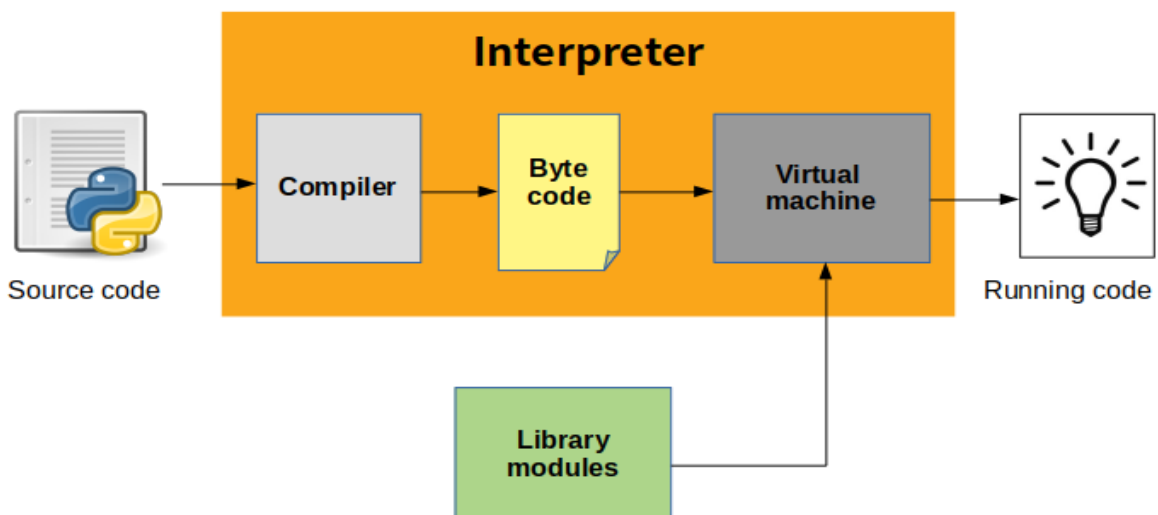 Interpreter
Compiler
Byte
code
Virtual
machine
Source code
Running code
Library
modules